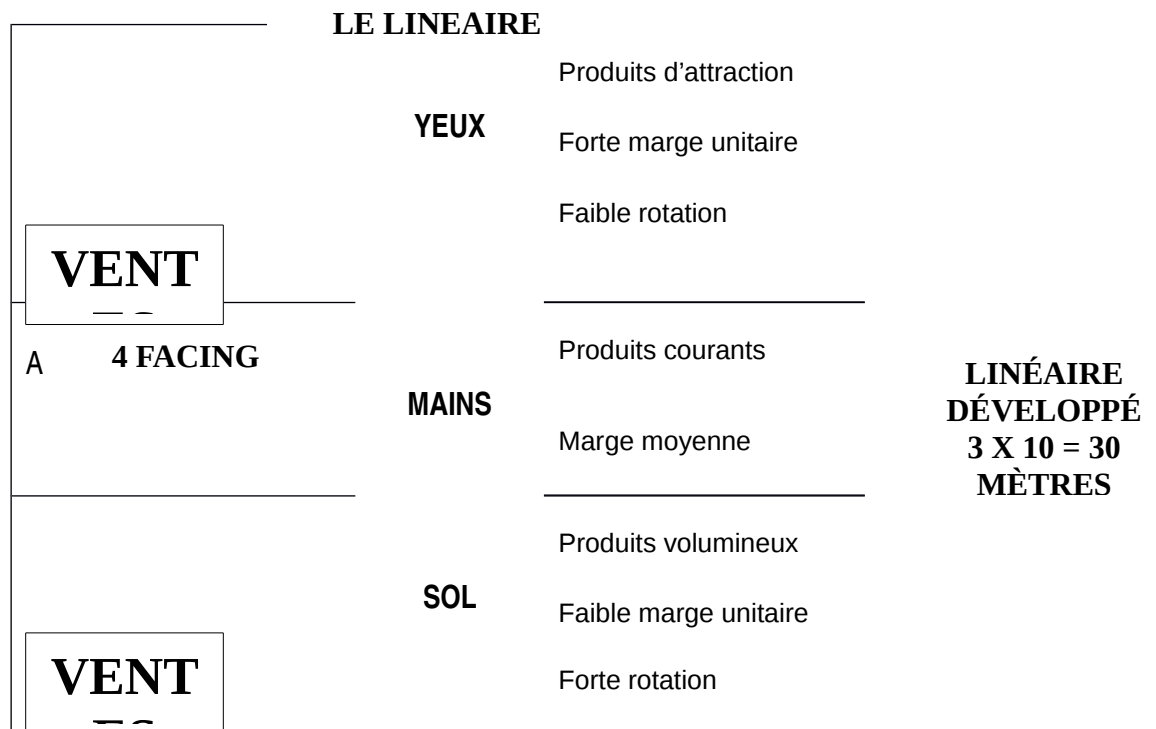 LE LINEAIRE
Produits d’attraction
YEUX
Forte marge unitaire
Faible rotation
VENT
A
4 FACING
Produits courants
MAINS
Marge moyenne
LINÉAIRE
DÉVELOPPÉ
3 X 10 = 30
MÈTRES
Produits volumineux
SOL
Faible marge unitaire
Forte rotation
VENT